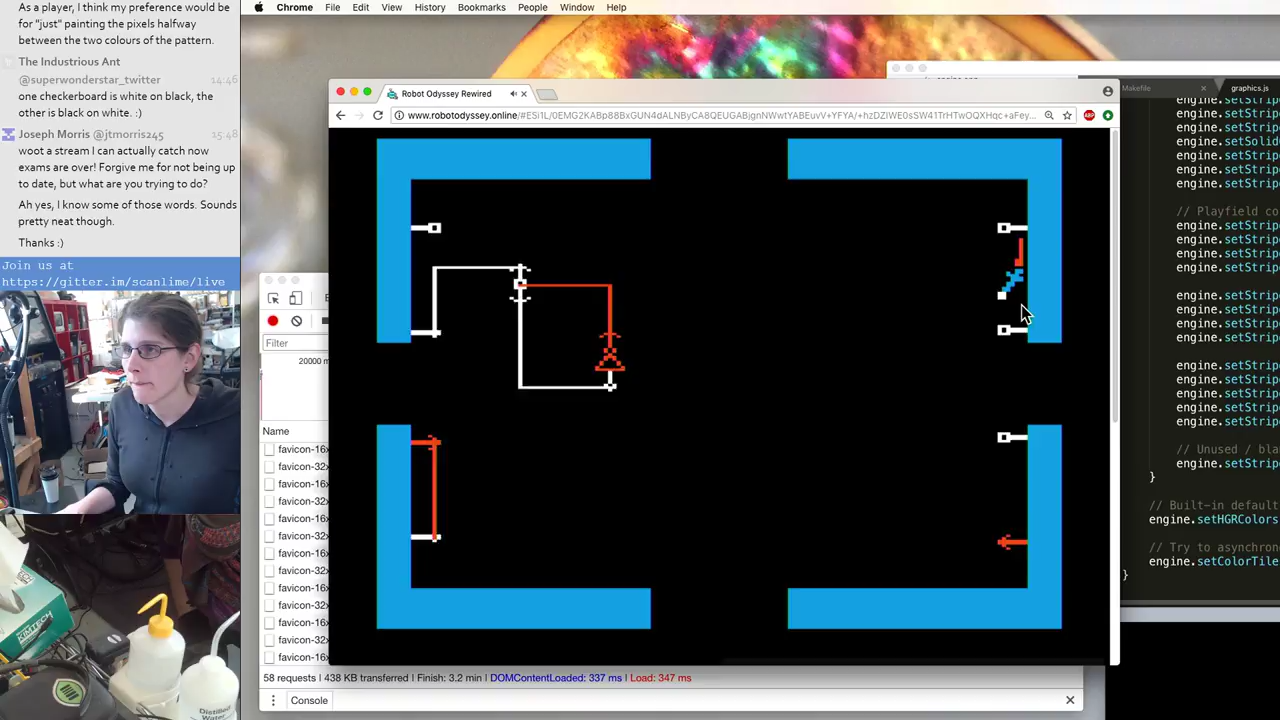 As a player, I think my preference would be
for "just" painting the pixels halfway
between the two colours of the pattern.
The Industrious Ant
@superwonderstar_twitter 14:46
one checkerboard is white on black, the
other is black on white. :)
Joseph Morris @jtmorris245 15:48
woot a stream I can actually catch now
exams are over! Forgive me for not being up
to date, but what are you trying to do?
Ah yes, I know some of those words. Sounds
pretty neat though.
Thanks :)
Join us at
https://gitter.im/scanlime/live
Chrome File Edit View History Bookmarks People Window Help
Robot Odyssey Rewired
Makefile
graphics.js
Filter
20000 m
Name
favicon-16x
favicon-32x
favicon-16x
favicon-32x
favicon-16x
favicon-32x
favicon-16x
favicon-32x
favicon-16x
favicon-32x
favicon-16x
favicon-32x
favicon-16x
58 requests | 438 KB transferred | Finish: 3.2 min | DOMContentLoaded: 337 ms | Load: 347 ms
Console
engine.setStrip
engine.setStrip
engine.setStrip
engine.setSolid
engine.setStrip
engine.setStrip
// Playfield co
engine.setStrip
engine.setStrip
engine.setStrip
engine.setStrip
engine.setStrip
engine.setStrip
engine.setStrip
engine.setStrip
engine.setStrip
engine.setStrip
engine.setStrip
engine.setStrip
engine.setStrip
// Unused / bla
engine.setStrip
}
// Built-in defaul
engine.setHGRColors
// Try to asynchron
engine.setColorTile
}